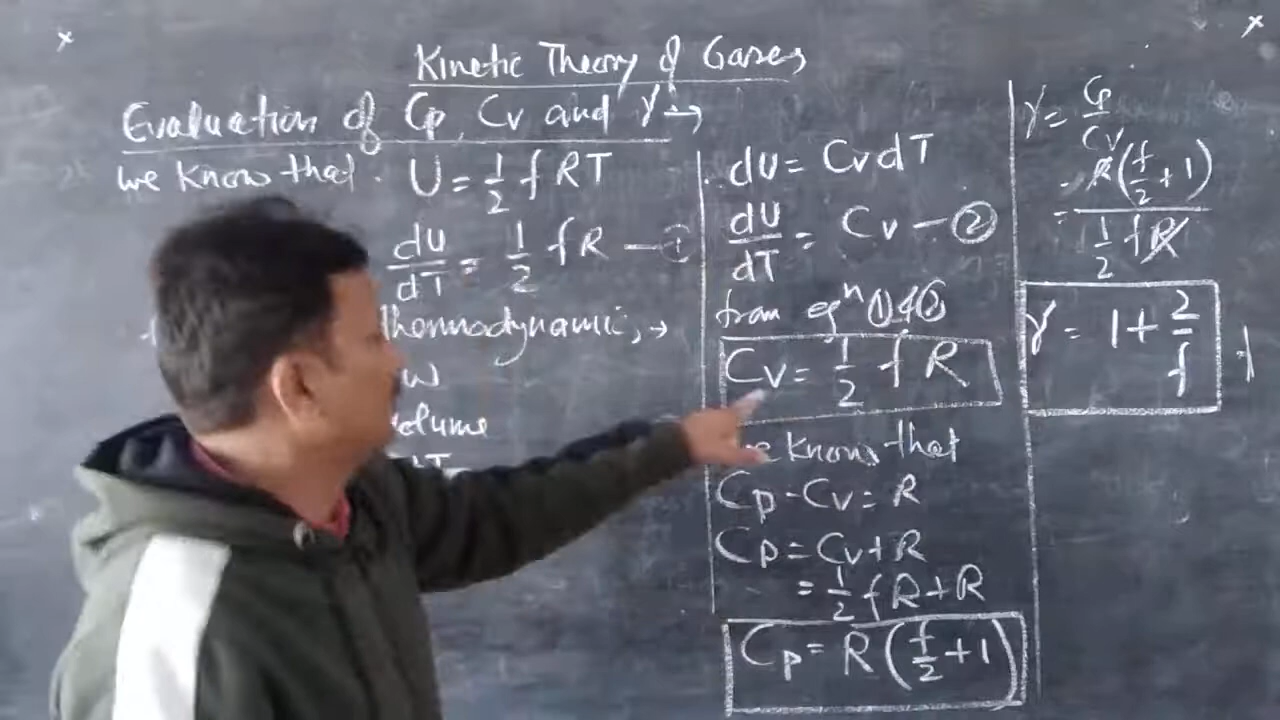 Kinetic Theory of Gases
Evaluation of Cp, Cv and γ →
we know that. U = 1/2 f RT
dU/dT = 1/2 f R — ①
thermodynamic, →
W
volume
dT
dU = Cv dT
dU/dT = Cv — ②
from eqⁿ ① & ②
Cv = 1/2 f R
we know that
Cp - Cv = R
Cp = Cv + R
= 1/2 f R + R
Cp = R (f/2 + 1)
γ = Cp/Cv
= R(f/2 + 1) / 1/2 f R
γ = 1 + 2/f